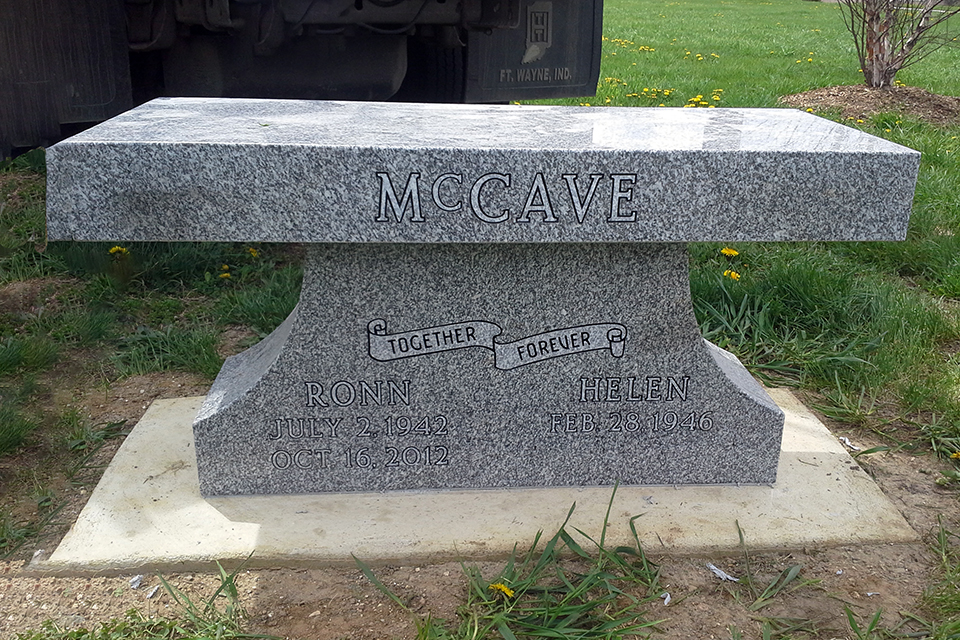 FT. WAYNE, IND.
McCAVE
TOGETHER FOREVER
RONN HELEN
JULY 2, 1942 FEB. 28, 1946
OCT. 16, 2012